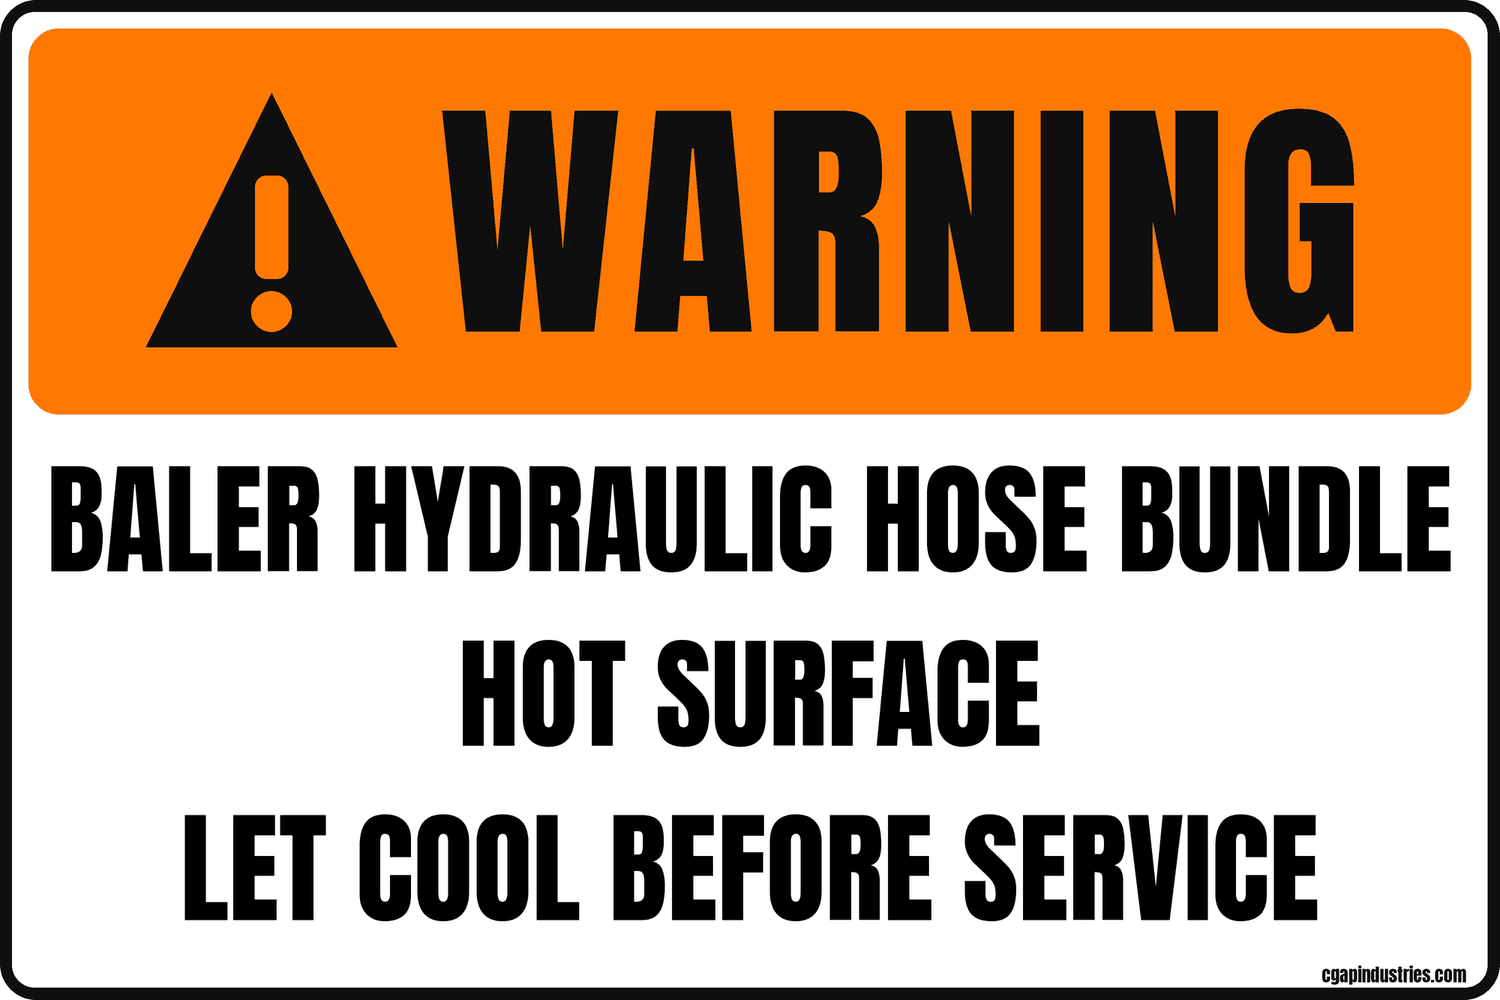 WARNING
BALER HYDRAULIC HOSE BUNDLE
HOT SURFACE
LET COOL BEFORE SERVICE
cgapindustries.com